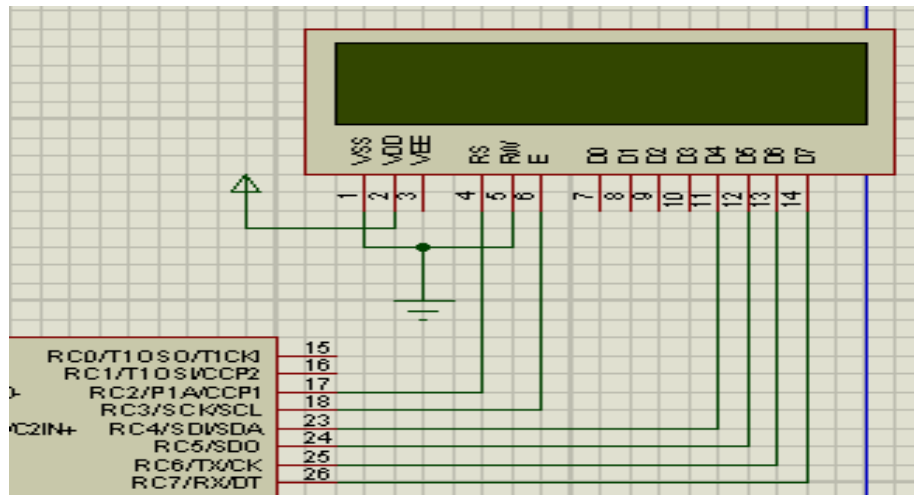 VSS VDD VEE RS RW E D0 D1 D2 D3 D4 D5 D6 D7
1 2 3 4 5 6 7 8 9 10 11 12 13 14
RC0/T1OSO/T1CKI 15
RC1/T1OSI/CCP2 16
RC2/P1A/CCP1 17
RC3/SCK/SCL 18
/C2IN+ RC4/SDI/SDA 23
RC5/SDO 24
RC6/TX/CK 25
RC7/RX/DT 26